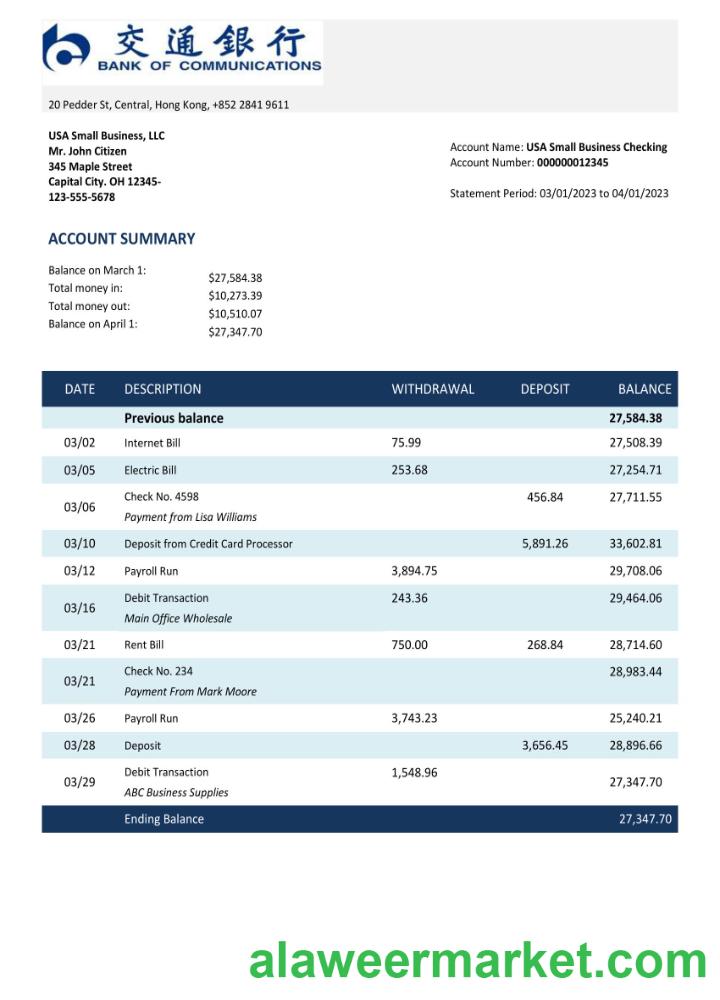 交通銀行
BANK OF COMMUNICATIONS
20 Pedder St, Central, Hong Kong, +852 2841 9611
USA Small Business, LLC
Mr. John Citizen
345 Maple Street
Capital City. OH 12345-
123-555-5678
Account Name: USA Small Business Checking
Account Number: 000000012345
Statement Period: 03/01/2023 to 04/01/2023
ACCOUNT SUMMARY
Balance on March 1: $27,584.38
Total money in: $10,273.39
Total money out: $10,510.07
Balance on April 1: $27,347.70
DATE DESCRIPTION WITHDRAWAL DEPOSIT BALANCE
Previous balance 27,584.38
03/02 Internet Bill 75.99 27,508.39
03/05 Electric Bill 253.68 27,254.71
03/06 Check No. 4598 456.84 27,711.55
Payment from Lisa Williams
03/10 Deposit from Credit Card Processor 5,891.26 33,602.81
03/12 Payroll Run 3,894.75 29,708.06
03/16 Debit Transaction 243.36 29,464.06
Main Office Wholesale
03/21 Rent Bill 750.00 268.84 28,714.60
03/21 Check No. 234 28,983.44
Payment From Mark Moore
03/26 Payroll Run 3,743.23 25,240.21
03/28 Deposit 3,656.45 28,896.66
03/29 Debit Transaction 1,548.96 27,347.70
ABC Business Supplies
Ending Balance 27,347.70
alaweermarket.com